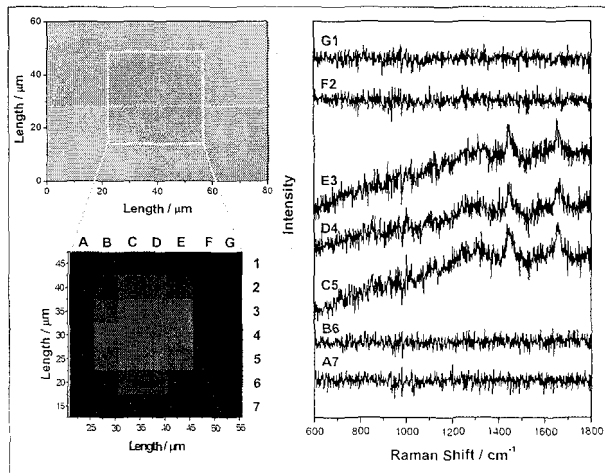 60
40
20
0
Length / μm
0 20 40 60 80
Length / μm
A B C D E F G
45
40
35
30
25
20
15
Length / μm
1
2
3
4
5
6
7
25 30 35 40 45 50 55
Length / μm
Intensity
G1
F2
E3
D4
C5
B6
A7
600 800 1000 1200 1400 1600 1800
Raman Shift / cm⁻¹